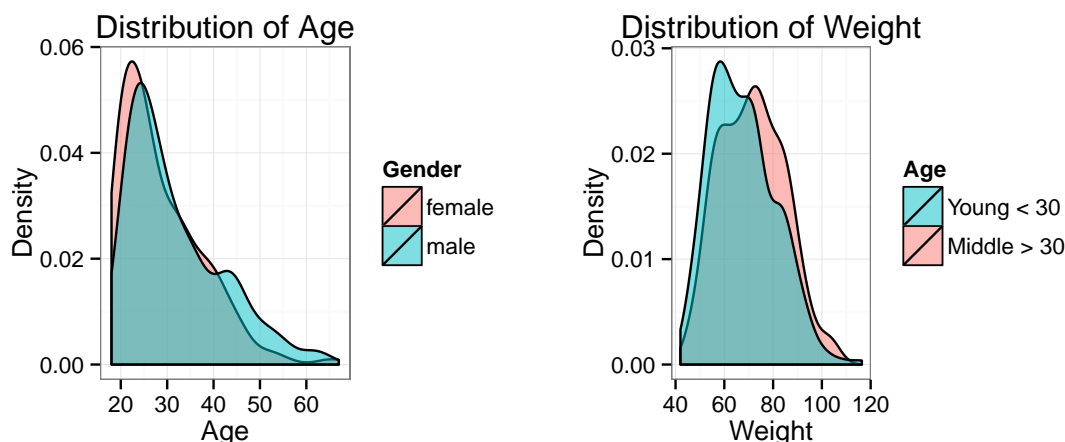 Distribution of Age
0.06
0.04
0.02
0.00
Density
20 30 40 50 60
Age
Gender
female
male
Distribution of Weight
0.03
0.02
0.01
0.00
Density
40 60 80 100 120
Weight
Age
Young < 30
Middle > 30